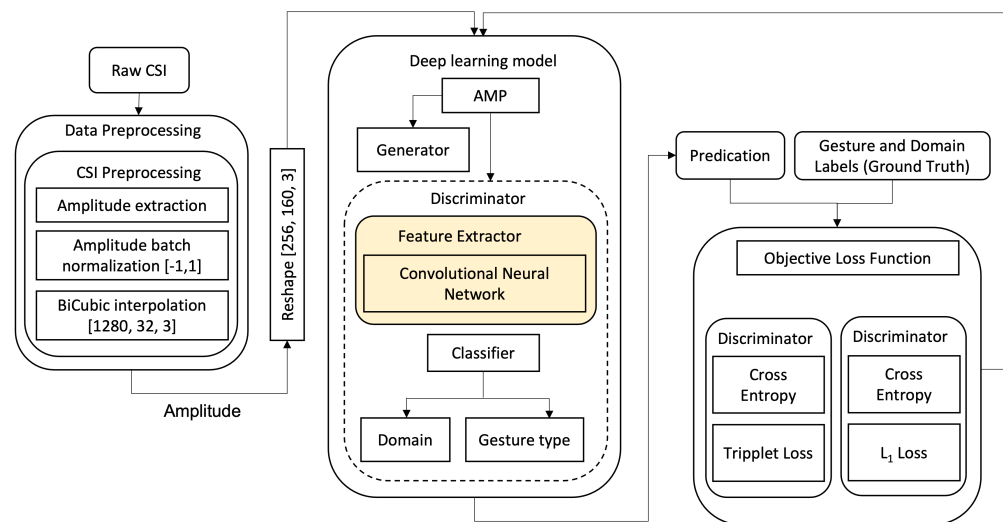 Raw CSI
Data Preprocessing
CSI Preprocessing
Amplitude extraction
Amplitude batch
normalization [-1,1]
BiCubic interpolation
[1280, 32, 3]
Amplitude
Reshape [256, 160, 3]
Deep learning model
AMP
Generator
Discriminator
Feature Extractor
Convolutional Neural
Network
Classifier
Domain
Gesture type
Predication
Gesture and Domain
Labels (Ground Truth)
Objective Loss Function
Discriminator
Cross
Entropy
Tripplet Loss
Discriminator
Cross
Entropy
L₁ Loss